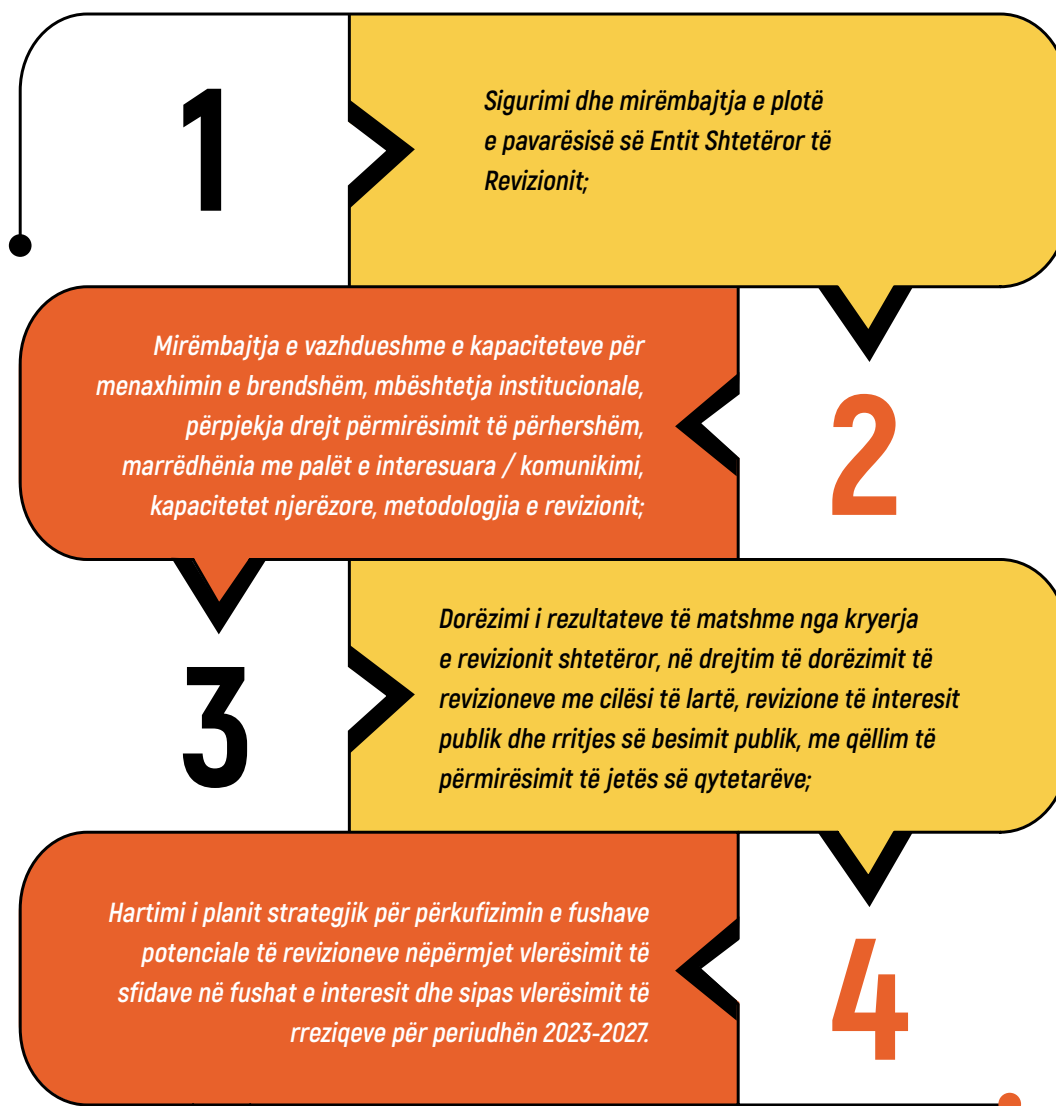 1
Sigurimi dhe mirëmbajtja e plotë
e pavarësisë së Entit Shtetëror të
Revizionit;
Mirëmbajtja e vazhdueshme e kapaciteteve për
menaxhimin e brendshëm, mbështetja institucionale,
përpjekja drejt përmirësimit të përhershëm,
marrëdhënia me palët e interesuara / komunikimi,
kapacitetet njerëzore, metodologjia e revizionit;
2
3
Dorëzimi i rezultateve të matshme nga kryerja
e revizionit shtetëror, në drejtim të dorëzimit të
revizioneve me cilësi të lartë, revizione të interesit
publik dhe rritjes së besimit publik, me qëllim të
përmirësimit të jetës së qytetarëve;
Hartimi i planit strategjik për përkufizimin e fushave
potenciale të revizioneve nëpërmjet vlerësimit të
sfidave në fushat e interesit dhe sipas vlerësimit të
rreziqeve për periudhën 2023-2027.
4